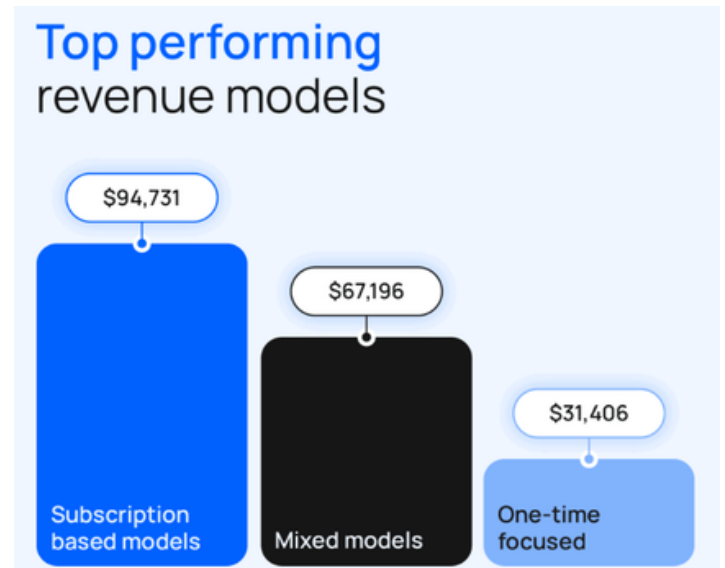 Top performing
revenue models
$94,731
$67,196
$31,406
Subscription
based models
Mixed models
One-time
focused